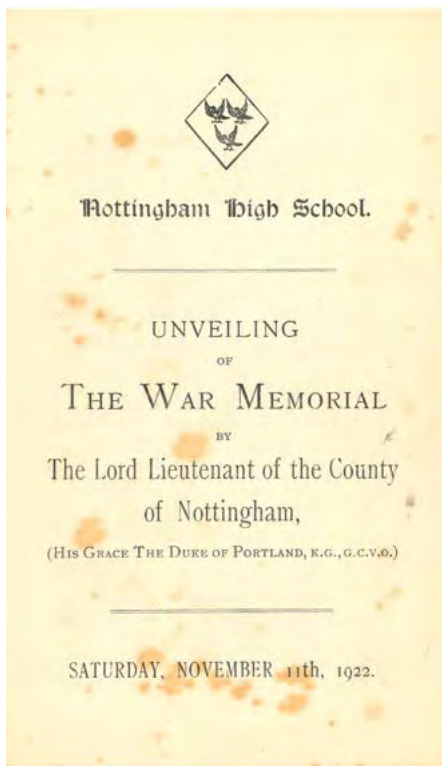 Nottingham High School.
UNVEILING
OF
THE WAR MEMORIAL
BY
The Lord Lieutenant of the County
of Nottingham,
(HIS GRACE THE DUKE OF PORTLAND, K.G., G.C.V.O.)
SATURDAY, NOVEMBER 11th, 1922.